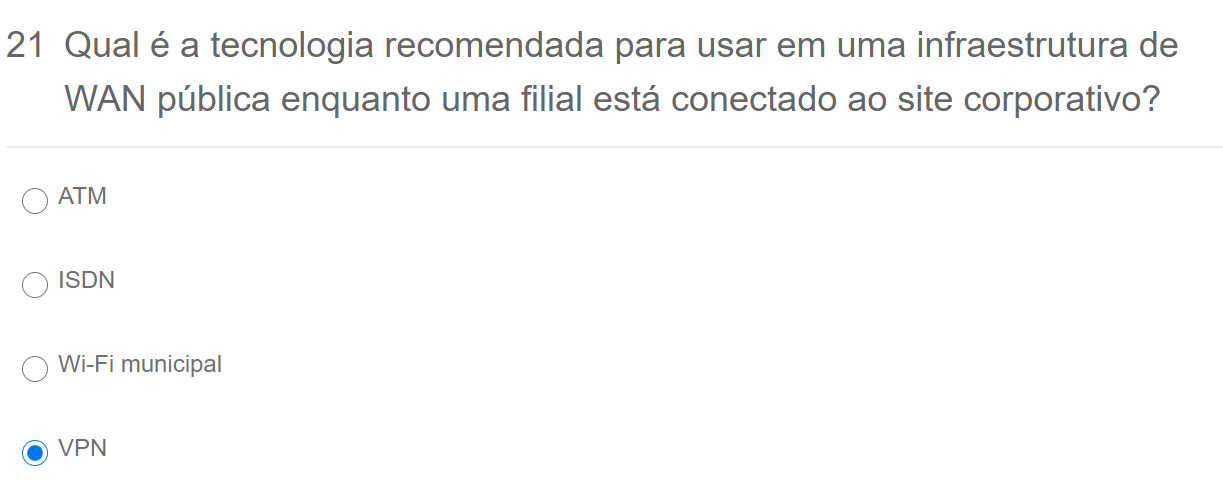 21 Qual é a tecnologia recomendada para usar em uma infraestrutura de
WAN pública enquanto uma filial está conectado ao site corporativo?
ATM
ISDN
Wi-Fi municipal
VPN